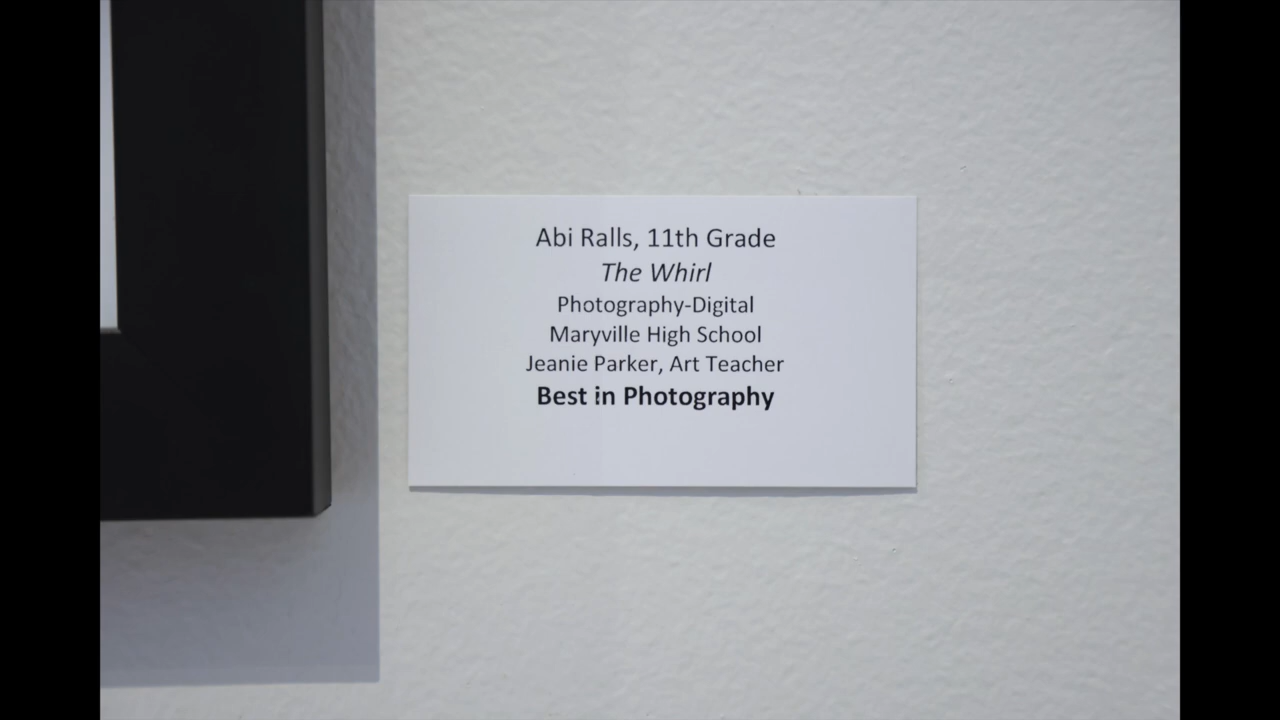 Abi Ralls, 11th Grade
The Whirl
Photography-Digital
Maryville High School
Jeanie Parker, Art Teacher
Best in Photography